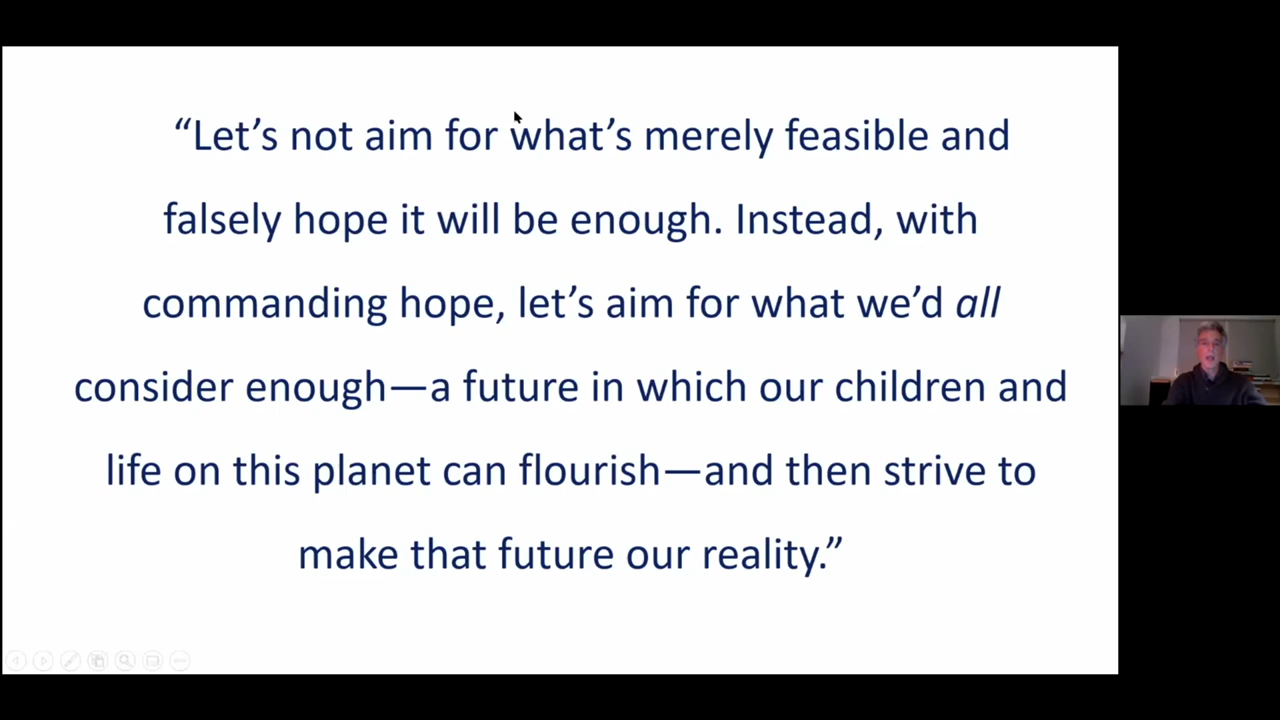 “Let’s not aim for what’s merely feasible and
falsely hope it will be enough. Instead, with
commanding hope, let’s aim for what we’d all
consider enough—a future in which our children and
life on this planet can flourish—and then strive to
make that future our reality.”